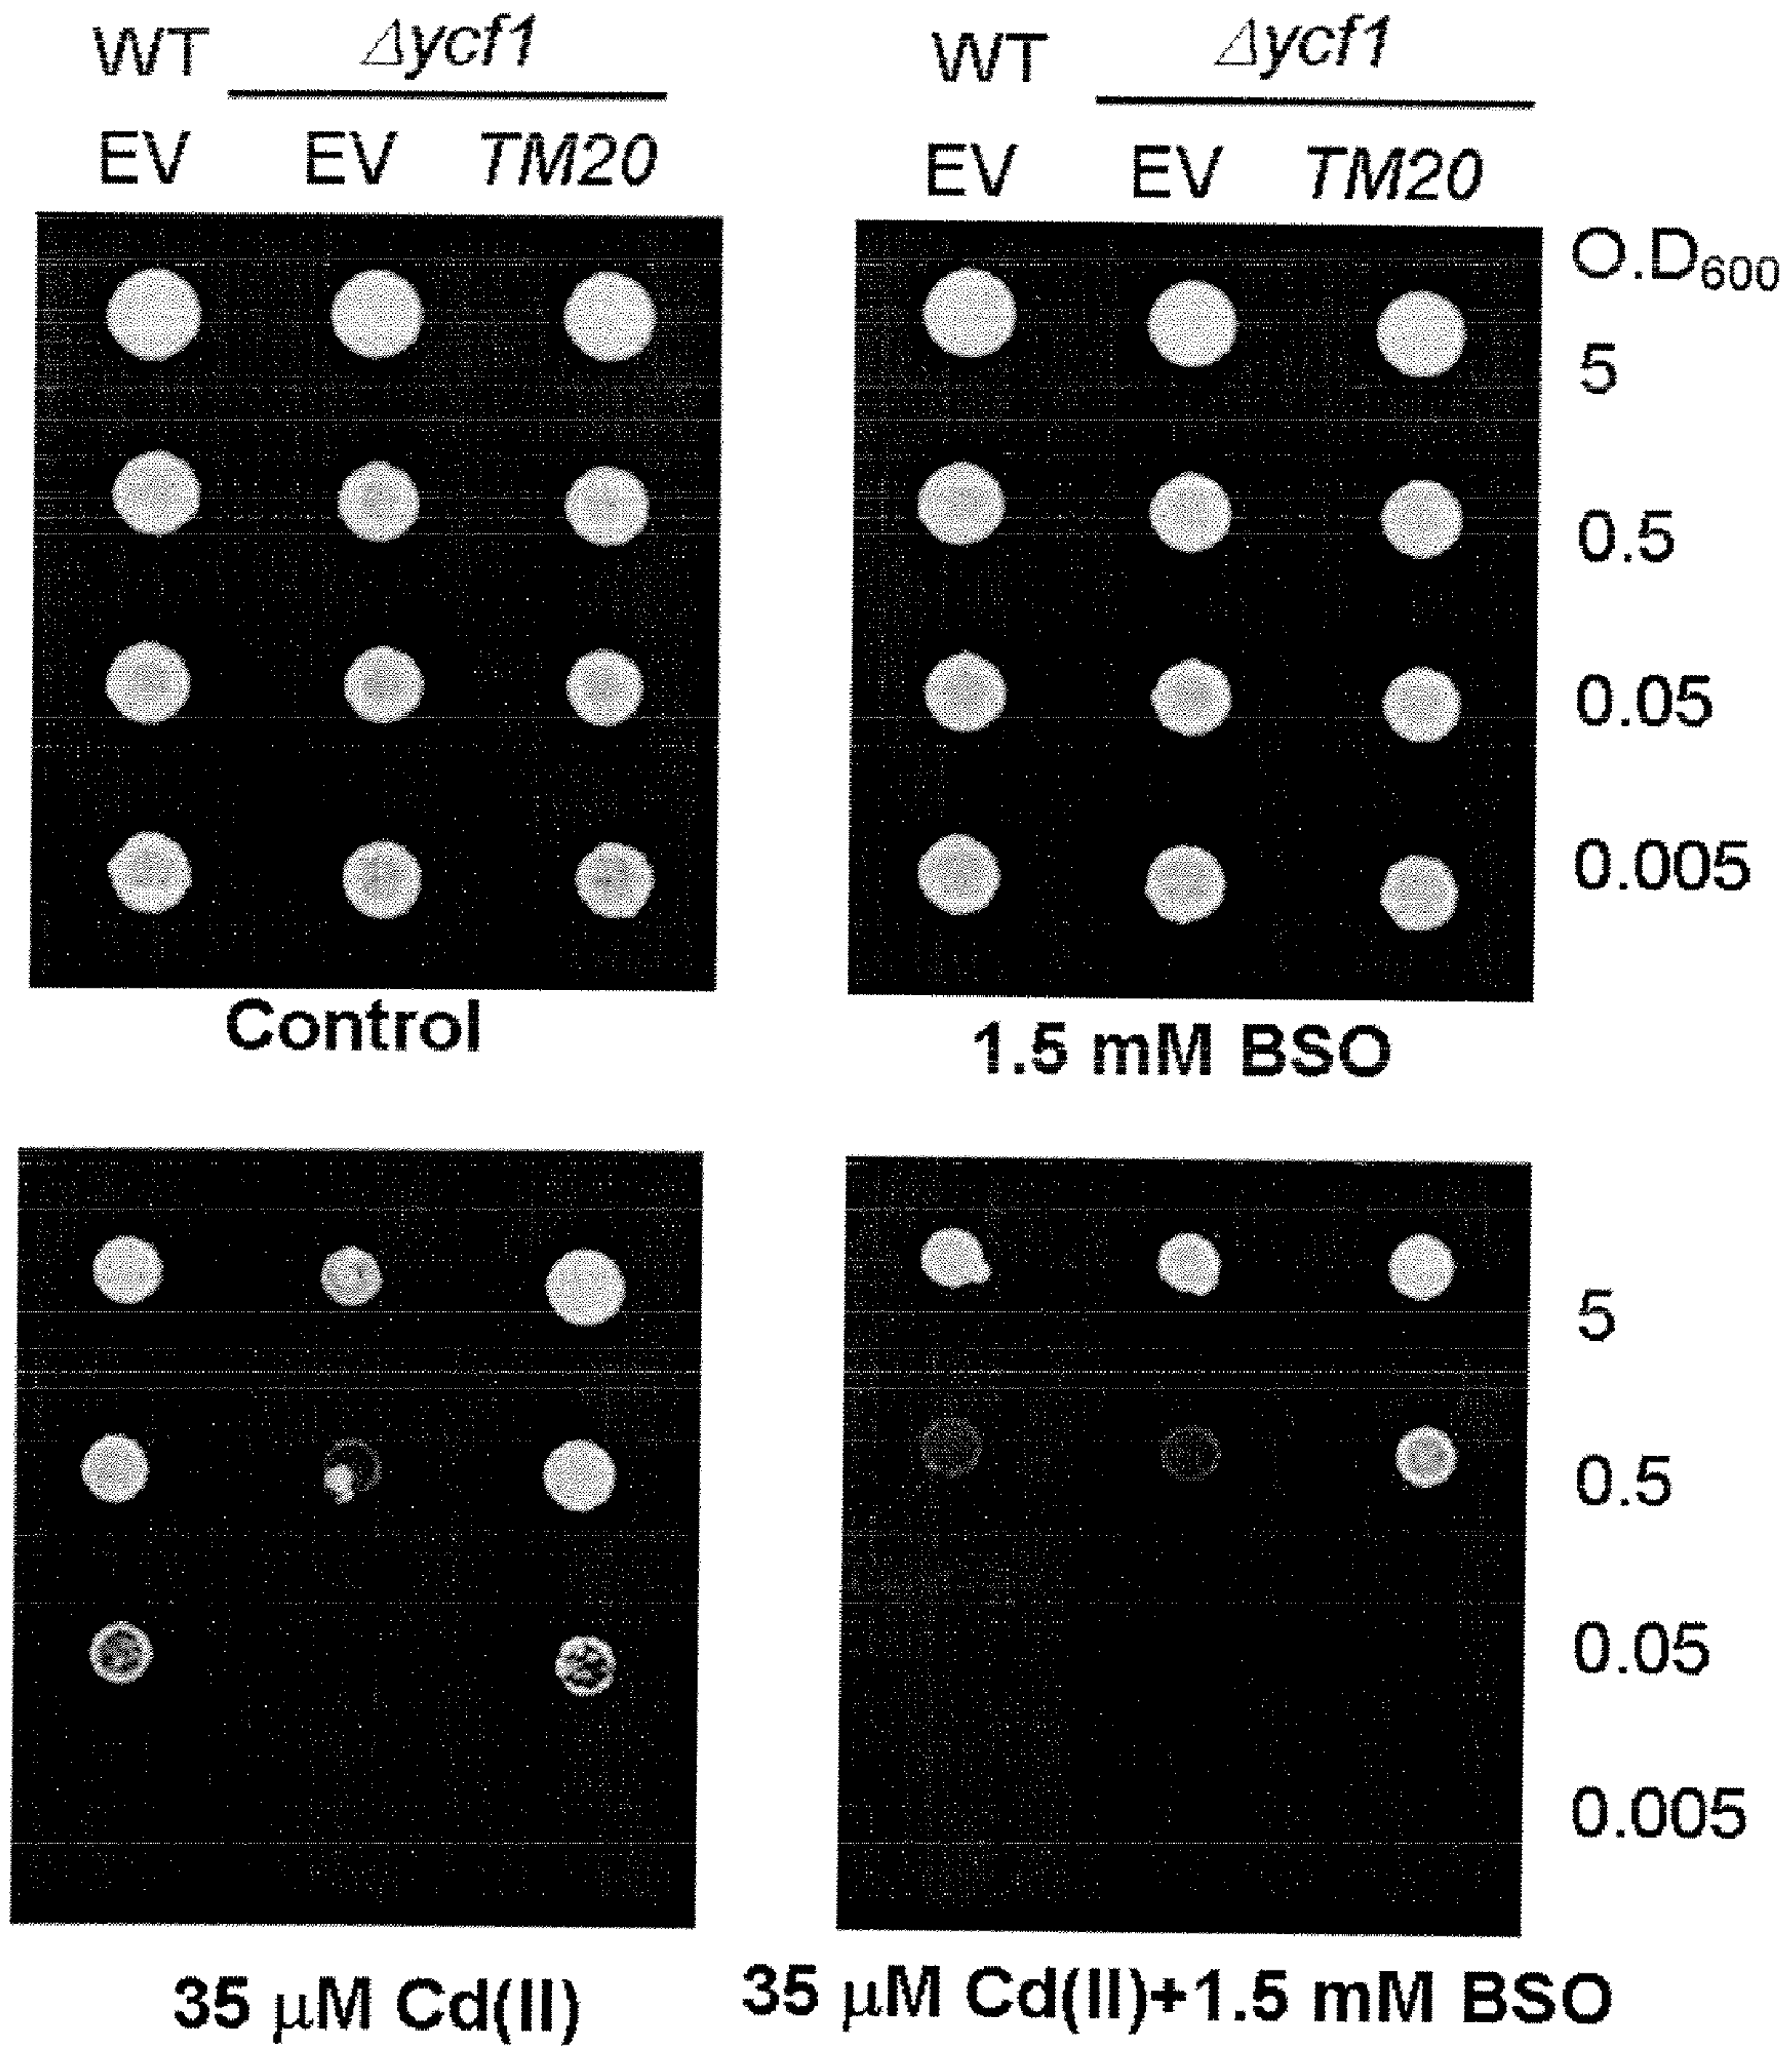 WT Δycf1 WT Δycf1
EV EV TM20 EV EV TM20
O.D600
5
0.5
0.05
0.005
Control
1.5 mM BSO
5
0.5
0.05
0.005
35 μM Cd(II)
35 μM Cd(II)+1.5 mM BSO